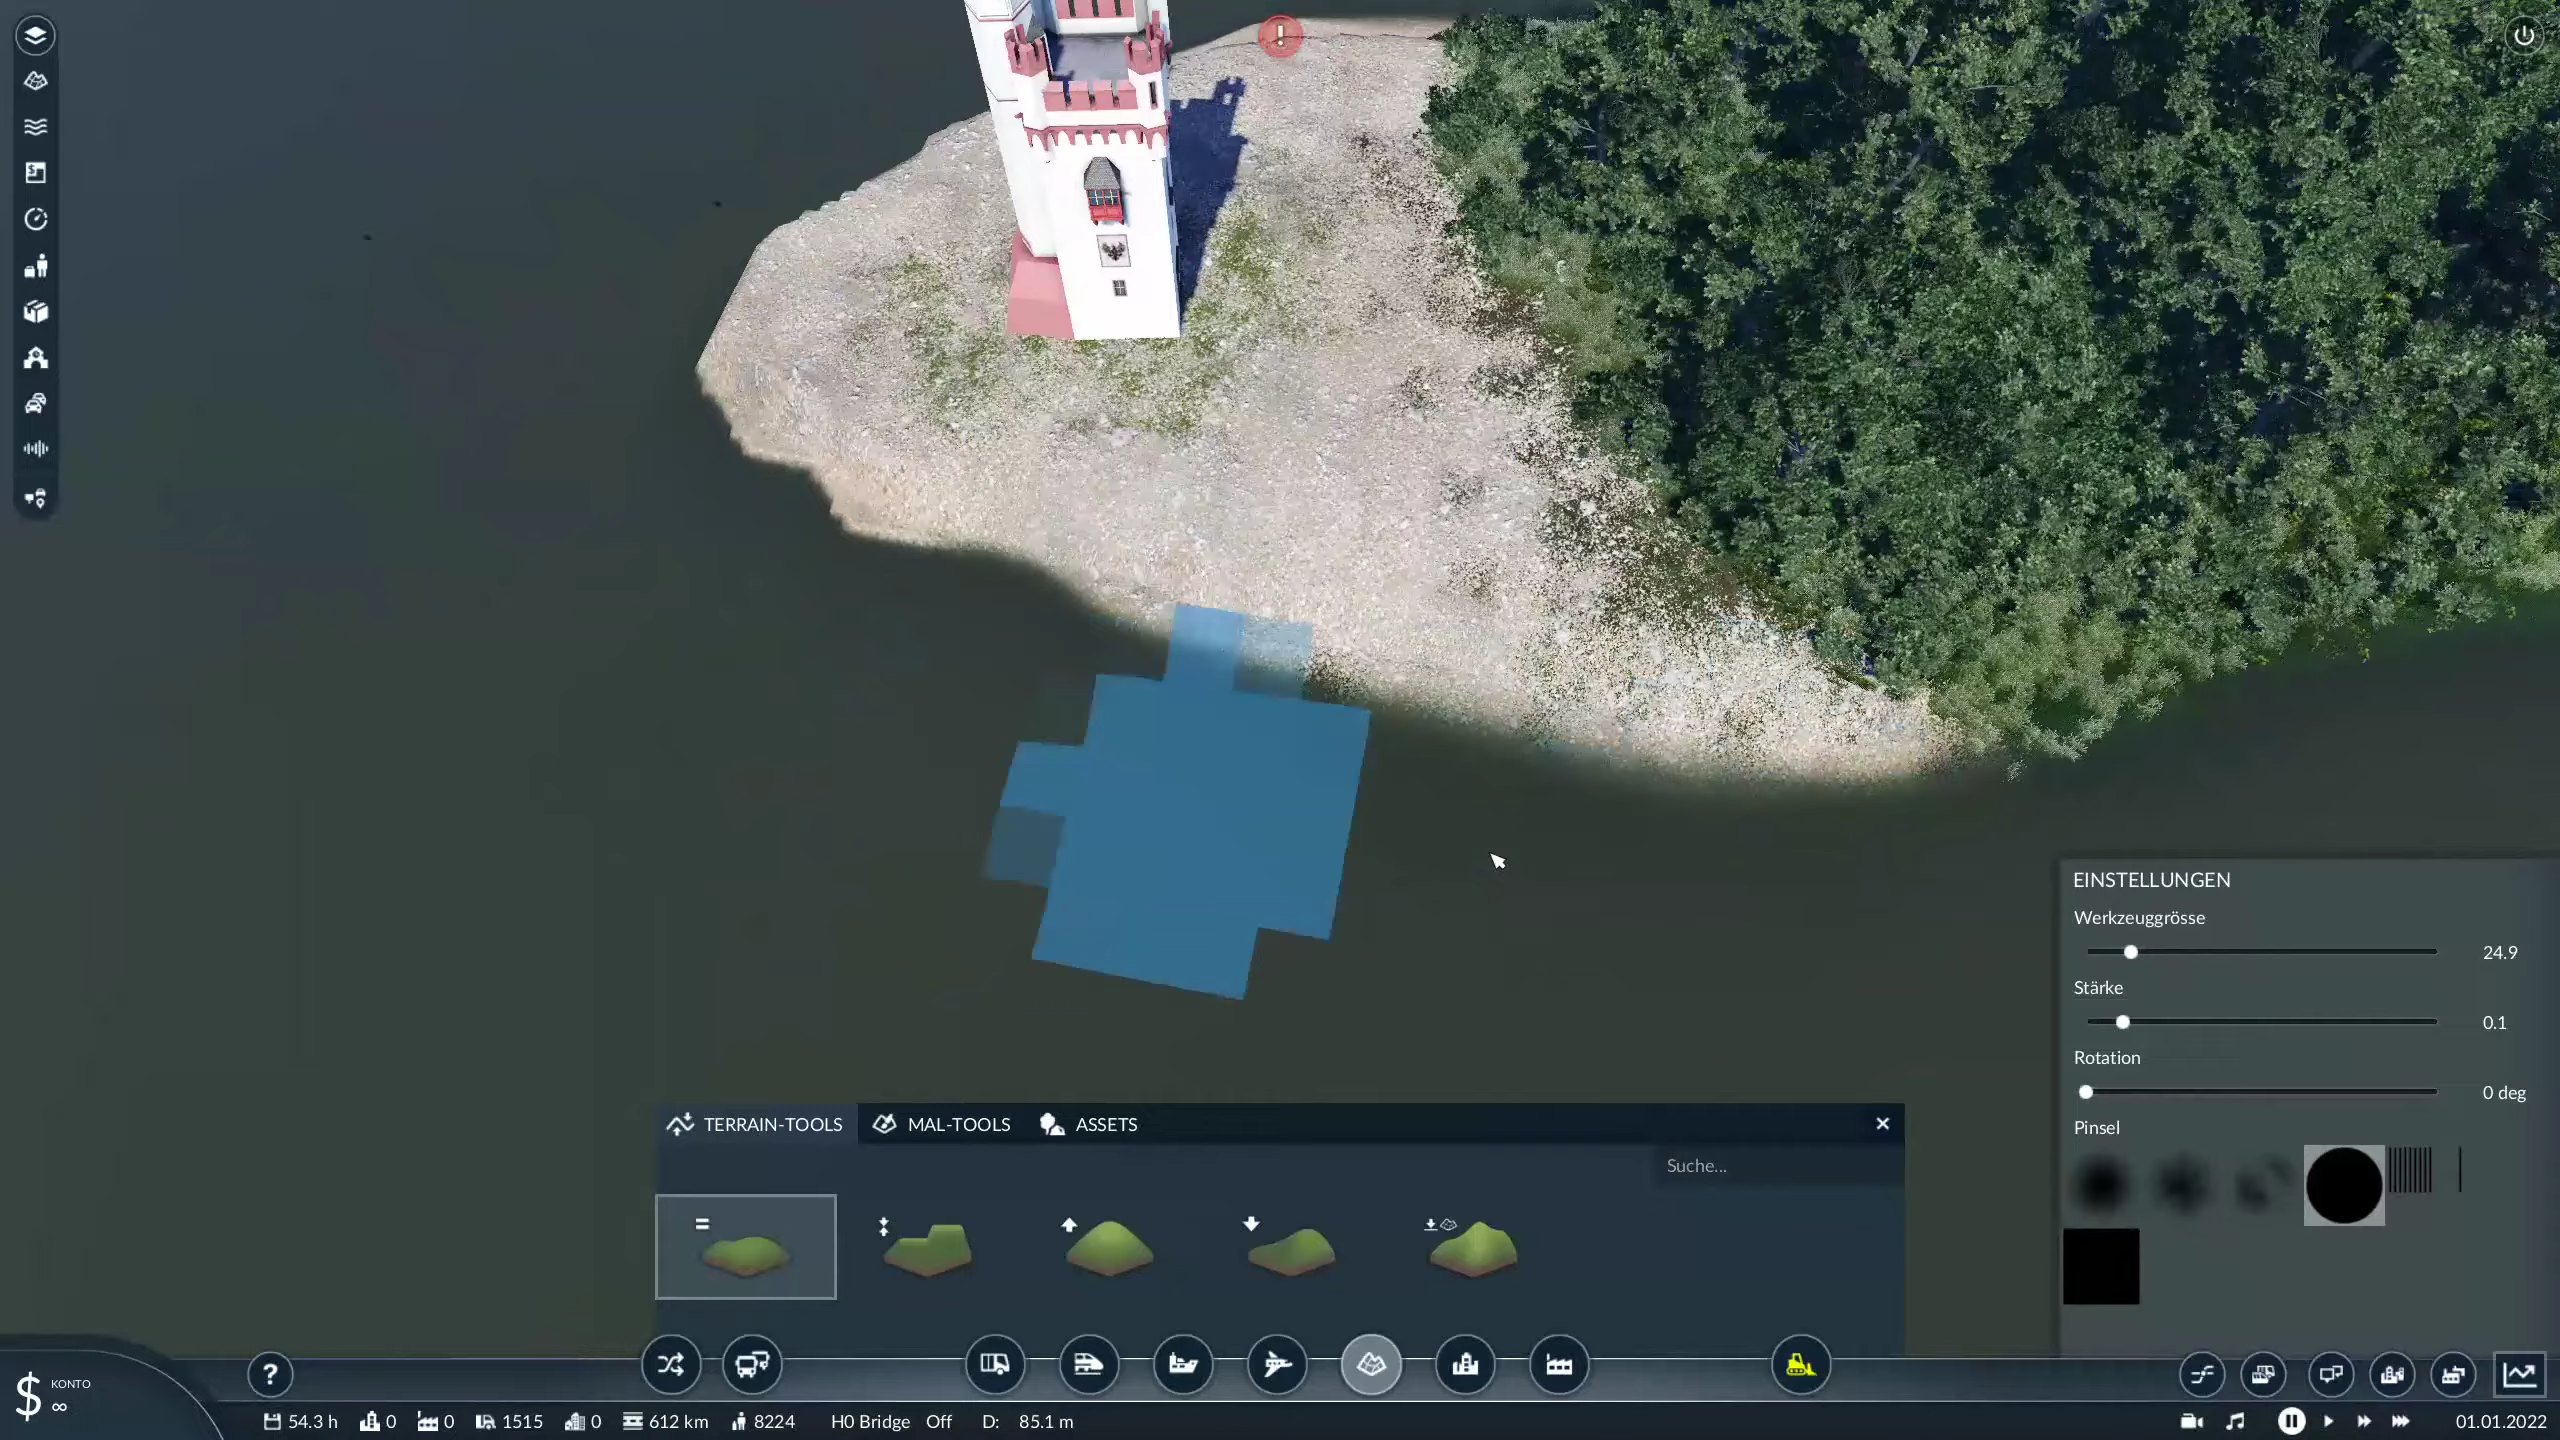 EINSTELLUNGEN
Werkzeuggrösse
24.9
Stärke
0.1
Rotation
0 deg
Pinsel
TERRAIN-TOOLS MAL-TOOLS ASSETS
Suche...
KONTO
∞
54.3 h 0 0 1515 0 612 km 8224 H0 Bridge Off D: 85.1 m
01.01.2022